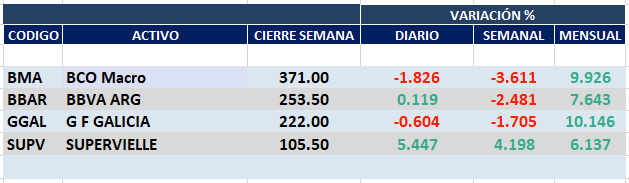 VARIACIÓN %
CODIGO ACTIVO CIERRE SEMANA DIARIO SEMANAL MENSUAL
BMA BCO Macro 371.00 -1.826 -3.611 9.926
BBAR BBVA ARG 253.50 0.119 -2.481 7.643
GGAL G F GALICIA 222.00 -0.604 -1.705 10.146
SUPV SUPERVIELLE 105.50 5.447 4.198 6.137